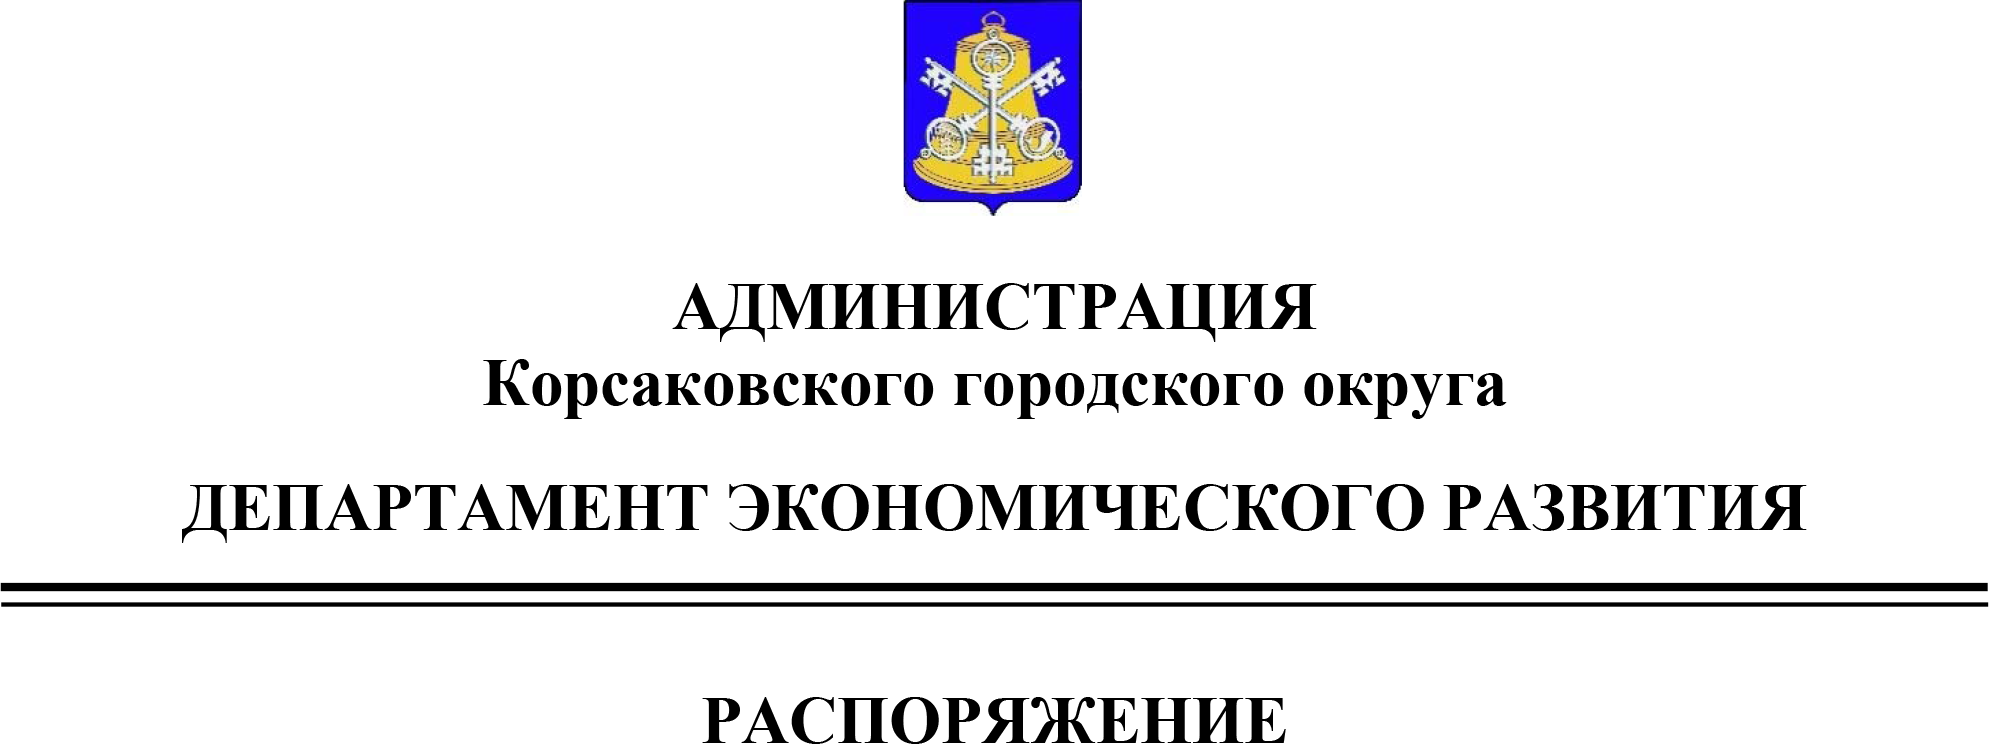 АДМИНИСТРАЦИЯ
Корсаковского городского округа
ДЕПАРТАМЕНТ ЭКОНОМИЧЕСКОГО РАЗВИТИЯ
РАСПОРЯЖЕНИЕ